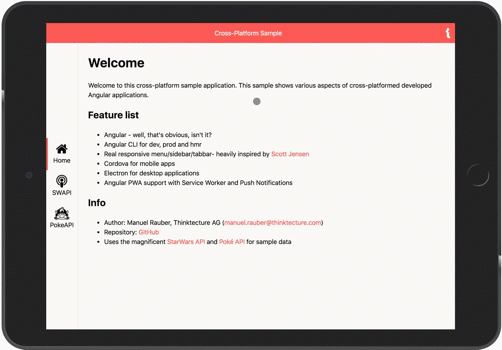 Cross-Platform Sample
Welcome
Welcome to this cross-platform sample application. This sample shows various aspects of cross-platformed developed
Angular applications.
Feature list
Angular - well, that's obvious, isn't it?
Angular CLI for dev, prod and hmr
Real responsive menu/sidebar/tabbar- heavily inspired by Scott Jensen
Cordova for mobile apps
Electron for desktop applications
Angular PWA support with Service Worker and Push Notifications
Info
Author: Manuel Rauber, Thinktecture AG (manuel.rauber@thinktecture.com)
Repository: GitHub
Uses the magnificent StarWars API and Poké API for sample data
Home
SWAPI
PokeAPI